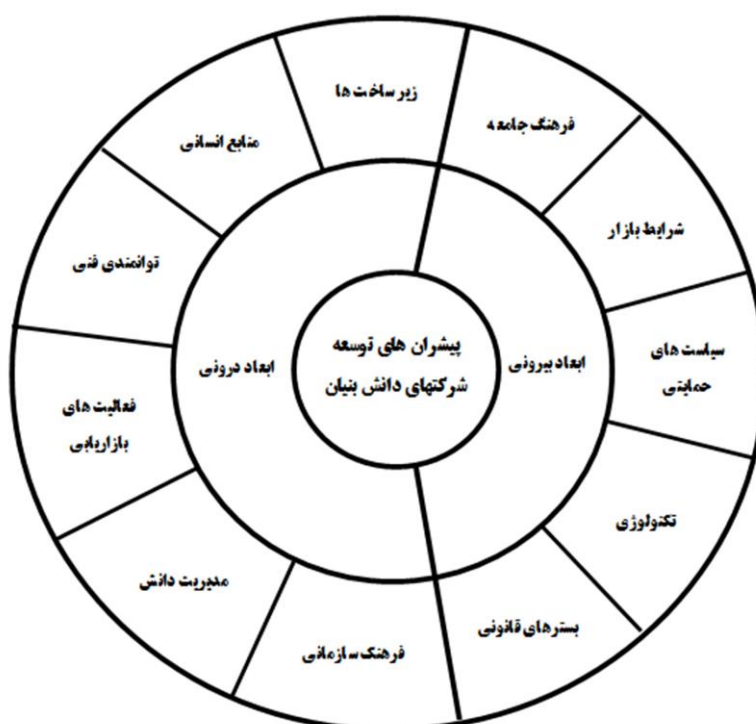 زیر ساخت ها
فرهنگ جامعه
منابع انسانی
شرایط بازار
توانمندی فنی
سیاست های
حمایتی
پیشران های توسعه
شرکتهای دانش بنیان
ابعاد بیرونی
ابعاد درونی
فعالیت های
بازاریابی
تکنولوژی
مدیریت دانش
بسترهای قانونی
فرهنگ سازمانی